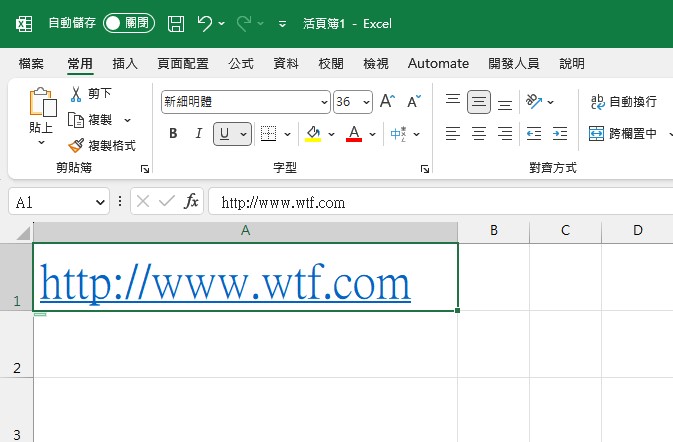 自動儲存 關閉 活頁簿1 - Excel
檔案 常用 插入 頁面配置 公式 資料 校閱 檢視 Automate 開發人員 說明
貼上 剪下 複製 複製格式
新細明體 36
B I U A A A
自動換行
跨欄置中
剪貼簿 字型 對齊方式
A1 fx http://www.wtf.com
A B C D
1 http://www.wtf.com
2
3